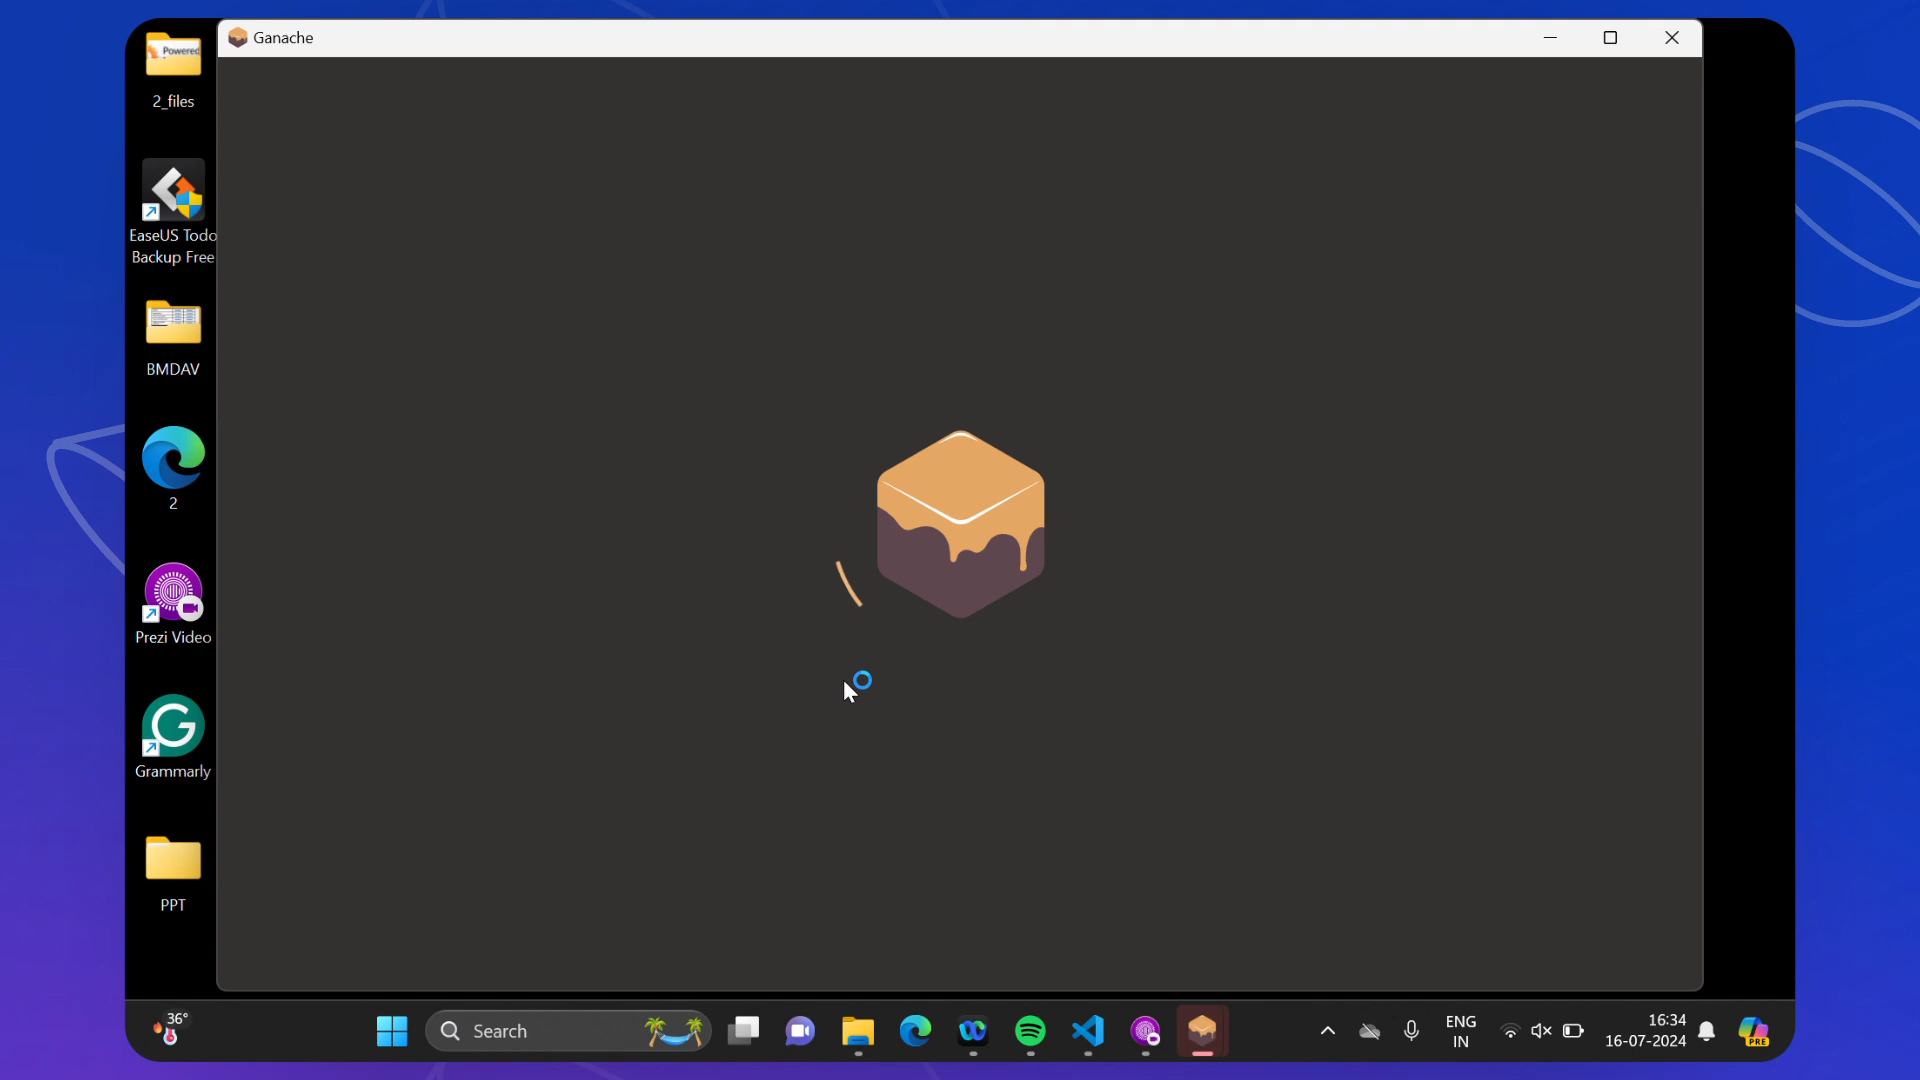 Ganache
Powered
2_files
EaseUS Todo
Backup Free
BMDAV
2
Prezi Video
Grammarly
PPT
36°
Search
ENG
IN
16:34
16-07-2024
PRE